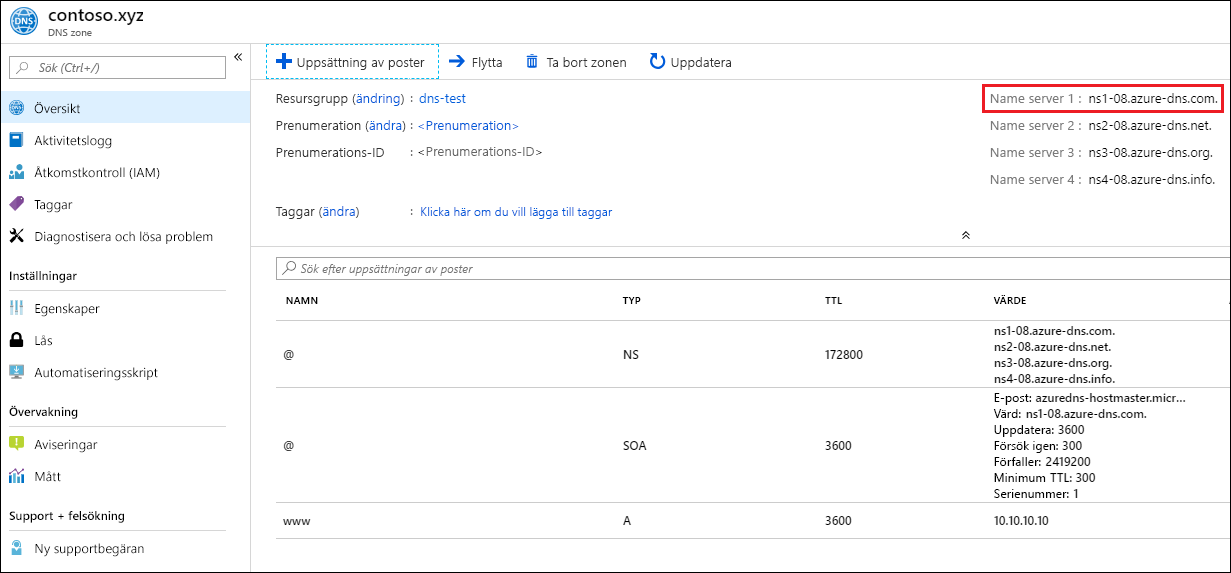 contoso.xyz
DNS zone
Sök (Ctrl+/)
«
Översikt
Aktivitetslogg
Åtkomstkontroll (IAM)
Taggar
Diagnostisera och lösa problem
Inställningar
Egenskaper
Lås
Automatiseringsskript
Övervakning
Aviseringar
Mått
Support + felsökning
Ny supportbegäran
Uppsättning av poster Flytta Ta bort zonen Uppdatera
Resursgrupp (ändring) : dns-test
Prenumeration (ändra) : <Prenumeration>
Prenumerations-ID : <Prenumerations-ID>
Taggar (ändra) : Klicka här om du vill lägga till taggar
Name server 1 : ns1-08.azure-dns.com.
Name server 2 : ns2-08.azure-dns.net.
Name server 3 : ns3-08.azure-dns.org.
Name server 4 : ns4-08.azure-dns.info.
Sök efter uppsättningar av poster
NAMN TYP TTL VÄRDE
@ NS 172800
ns1-08.azure-dns.com.
ns2-08.azure-dns.net.
ns3-08.azure-dns.org.
ns4-08.azure-dns.info.
@ SOA 3600
E-post: azuredns-hostmaster.micr...
Värd: ns1-08.azure-dns.com.
Uppdatera: 3600
Försök igen: 300
Förfaller: 2419200
Minimum TTL: 300
Serienummer: 1
www A 3600 10.10.10.10